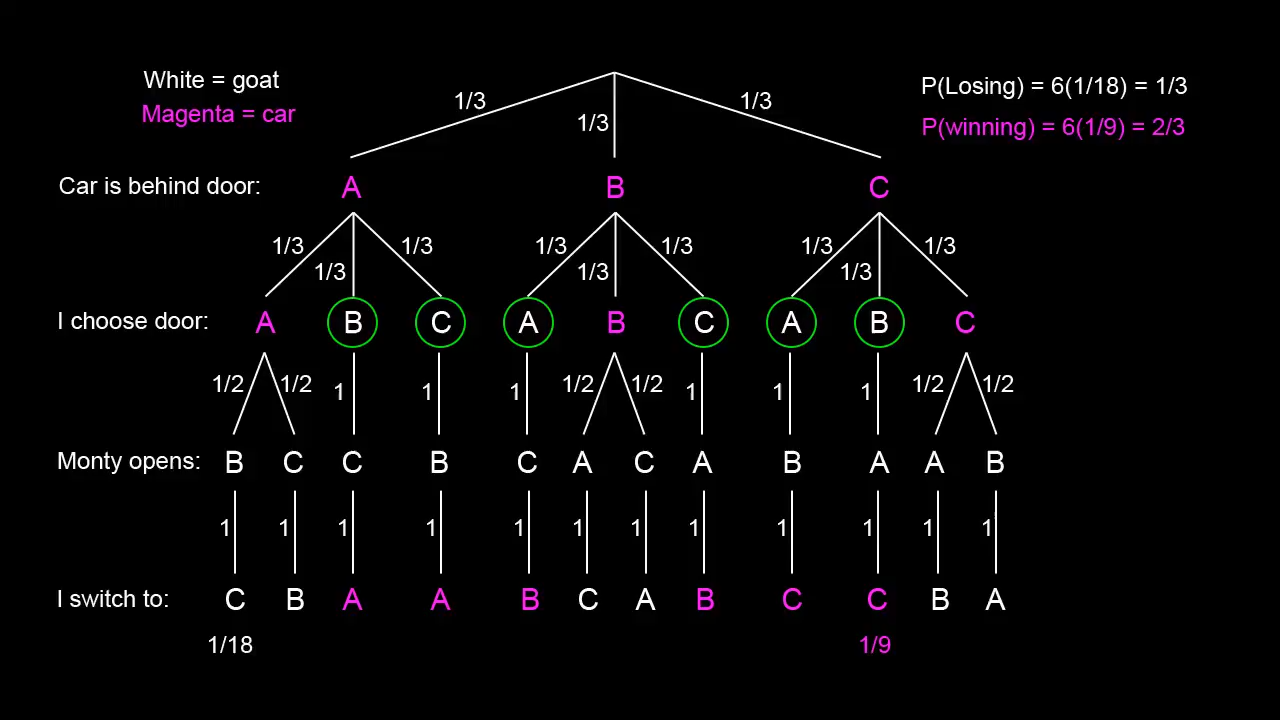 White = goat
Magenta = car
P(Losing) = 6(1/18) = 1/3
P(winning) = 6(1/9) = 2/3
1/3 1/3 1/3
Car is behind door: A B C
1/3 1/3 1/3 1/3 1/3 1/3 1/3 1/3 1/3
I choose door: A B C A B C A B C
1/2 1/2 1 1 1 1/2 1/2 1 1 1 1/2 1/2
Monty opens: B C C B C A C A B A A B
1 1 1 1 1 1 1 1 1 1 1 1
I switch to: C B A A B C A B C C B A
1/18 1/9